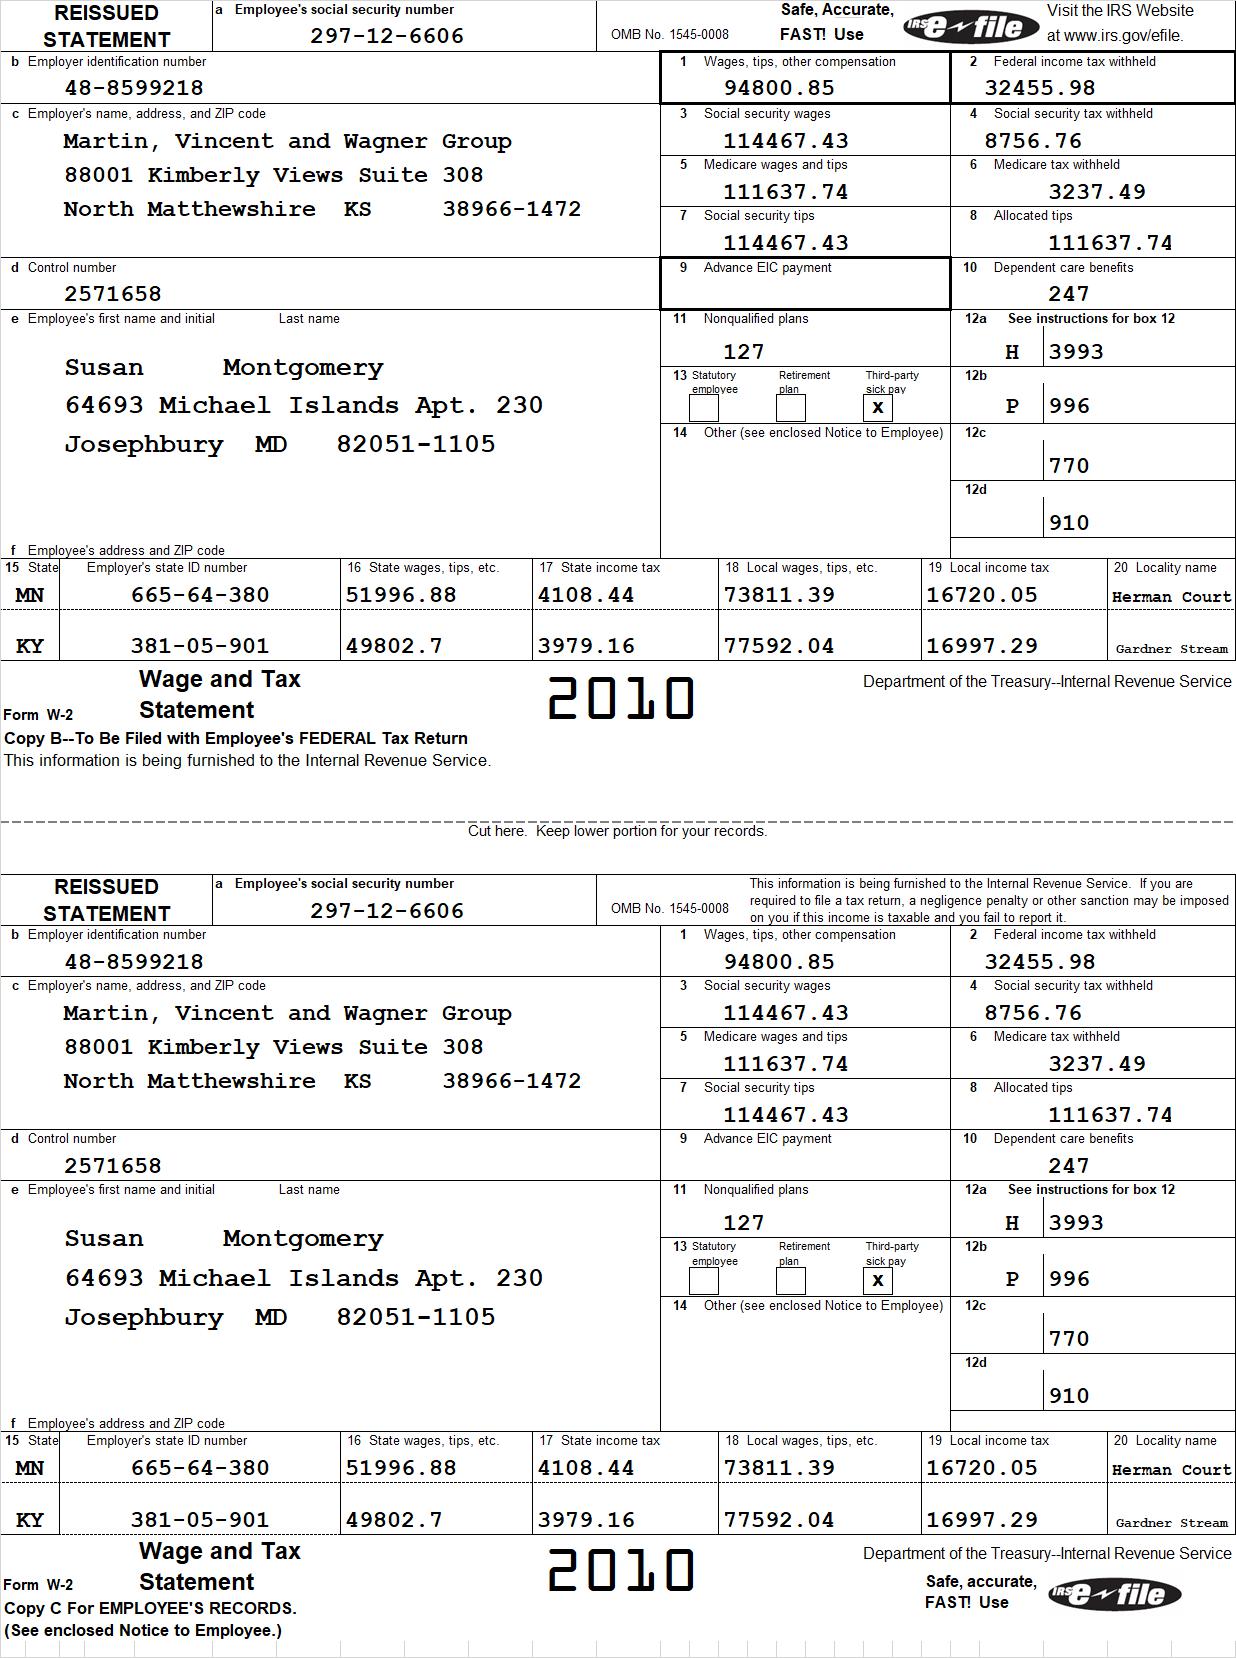 REISSUED STATEMENT
a Employee's social security number
297-12-6606
OMB No. 1545-0008
Safe, Accurate,
FAST! Use
IRS e-file
Visit the IRS Website
at www.irs.gov/efile.
b Employer identification number
48-8599218
1 Wages, tips, other compensation
94800.85
2 Federal income tax withheld
32455.98
c Employer's name, address, and ZIP code
Martin, Vincent and Wagner Group
88001 Kimberly Views Suite 308
North Matthewshire KS 38966-1472
3 Social security wages
114467.43
4 Social security tax withheld
8756.76
5 Medicare wages and tips
111637.74
6 Medicare tax withheld
3237.49
7 Social security tips
114467.43
8 Allocated tips
111637.74
d Control number
2571658
9 Advance EIC payment
10 Dependent care benefits
247
e Employee's first name and initial Last name
Susan Montgomery
64693 Michael Islands Apt. 230
Josephbury MD 82051-1105
11 Nonqualified plans
127
12a See instructions for box 12
H 3993
13 Statutory employee Retirement plan Third-party sick pay
X
12b
P 996
14 Other (see enclosed Notice to Employee)
12c
770
12d
910
f Employee's address and ZIP code
15 State Employer's state ID number 16 State wages, tips, etc. 17 State income tax 18 Local wages, tips, etc. 19 Local income tax 20 Locality name
MN 665-64-380 51996.88 4108.44 73811.39 16720.05 Herman Court
KY 381-05-901 49802.7 3979.16 77592.04 16997.29 Gardner Stream
Form W-2
Wage and Tax
Statement
2010
Department of the Treasury--Internal Revenue Service
Copy B--To Be Filed with Employee's FEDERAL Tax Return
This information is being furnished to the Internal Revenue Service.
Cut here. Keep lower portion for your records.
REISSUED STATEMENT
a Employee's social security number
297-12-6606
OMB No. 1545-0008
This information is being furnished to the Internal Revenue Service. If you are
required to file a tax return, a negligence penalty or other sanction may be imposed
on you if this income is taxable and you fail to report it.
b Employer identification number
48-8599218
1 Wages, tips, other compensation
94800.85
2 Federal income tax withheld
32455.98
c Employer's name, address, and ZIP code
Martin, Vincent and Wagner Group
88001 Kimberly Views Suite 308
North Matthewshire KS 38966-1472
3 Social security wages
114467.43
4 Social security tax withheld
8756.76
5 Medicare wages and tips
111637.74
6 Medicare tax withheld
3237.49
7 Social security tips
114467.43
8 Allocated tips
111637.74
d Control number
2571658
9 Advance EIC payment
10 Dependent care benefits
247
e Employee's first name and initial Last name
Susan Montgomery
64693 Michael Islands Apt. 230
Josephbury MD 82051-1105
11 Nonqualified plans
127
12a See instructions for box 12
H 3993
13 Statutory employee Retirement plan Third-party sick pay
X
12b
P 996
14 Other (see enclosed Notice to Employee)
12c
770
12d
910
f Employee's address and ZIP code
15 State Employer's state ID number 16 State wages, tips, etc. 17 State income tax 18 Local wages, tips, etc. 19 Local income tax 20 Locality name
MN 665-64-380 51996.88 4108.44 73811.39 16720.05 Herman Court
KY 381-05-901 49802.7 3979.16 77592.04 16997.29 Gardner Stream
Form W-2
Wage and Tax
Statement
2010
Department of the Treasury--Internal Revenue Service
Safe, accurate,
FAST! Use
IRS e-file
Copy C For EMPLOYEE'S RECORDS.
(See enclosed Notice to Employee.)